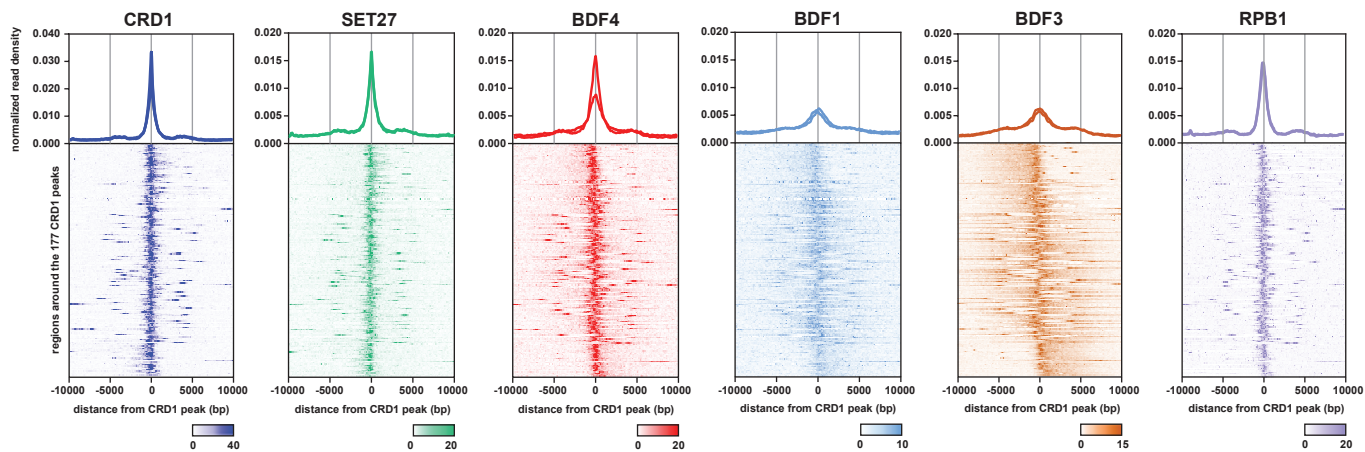 CRD1 SET27 BDF4 BDF1 BDF3 RPB1
normalized read density
0.040 0.020 0.020 0.020 0.020 0.020
0.030 0.015 0.015 0.015 0.015 0.015
0.020 0.010 0.010 0.010 0.010 0.010
0.010 0.005 0.005 0.005 0.005 0.005
0.000 0.000 0.000 0.000 0.000 0.000
regions around the 177 CRD1 peaks
-10000 -5000 0 5000 10000 -10000 -5000 0 5000 10000 -10000 -5000 0 5000 10000 -10000 -5000 0 5000 10000 -10000 -5000 0 5000 10000 -10000 -5000 0 5000 10000
distance from CRD1 peak (bp) distance from CRD1 peak (bp) distance from CRD1 peak (bp) distance from CRD1 peak (bp) distance from CRD1 peak (bp) distance from CRD1 peak (bp)
0 40 0 20 0 20 0 10 0 15 0 20